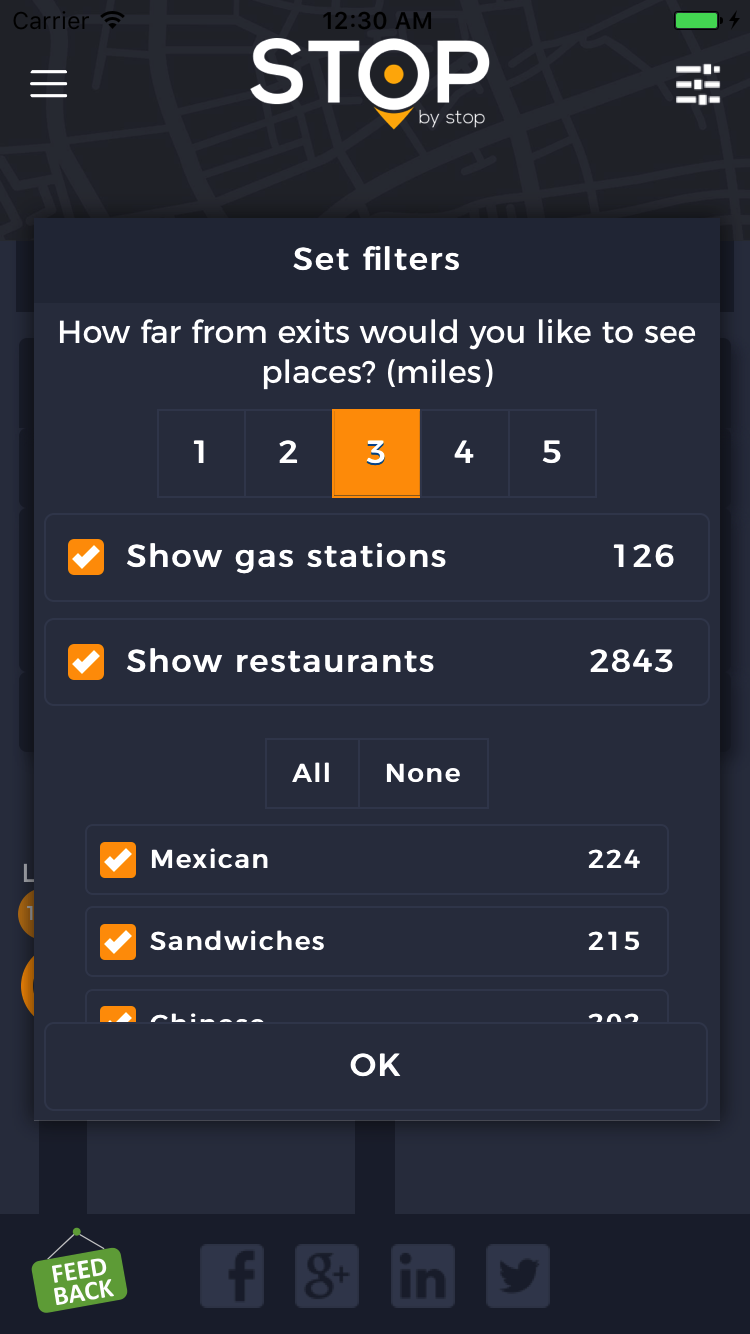 Carrier 12:30 AM
STOP
by stop
Set filters
How far from exits would you like to see
places? (miles)
1 2 3 4 5
Show gas stations 126
Show restaurants 2843
All None
Mexican 224
Sandwiches 215
Chinese
OK
FEED
BACK
f g+ in